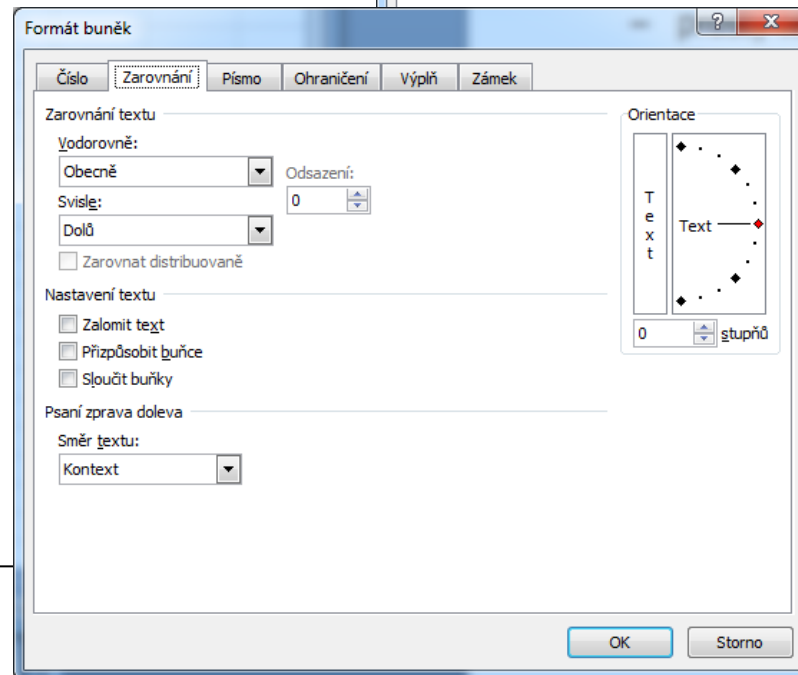 Formát buněk
Číslo Zarovnání Písmo Ohraničení Výplň Zámek
Zarovnání textu
Vodorovně:
Obecně
Odsazení:
0
Svisle:
Dolů
Zarovnat distribuovaně
Nastavení textu
Zalomit text
Přizpůsobit buňce
Sloučit buňky
Psaní zprava doleva
Směr textu:
Kontext
Orientace
Text
Text
0 stupňů
OK Storno